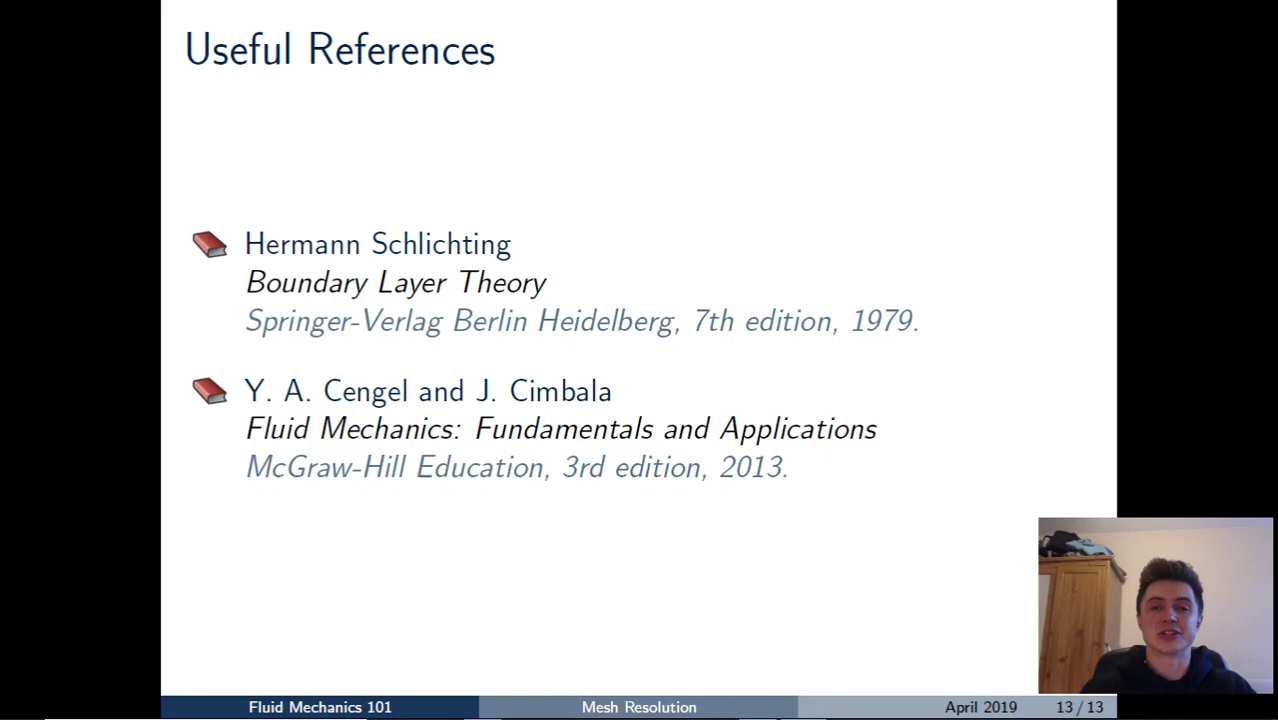 Useful References
Hermann Schlichting
Boundary Layer Theory
Springer-Verlag Berlin Heidelberg, 7th edition, 1979.
Y. A. Cengel and J. Cimbala
Fluid Mechanics: Fundamentals and Applications
McGraw-Hill Education, 3rd edition, 2013.
Fluid Mechanics 101 Mesh Resolution April 2019 13 / 13